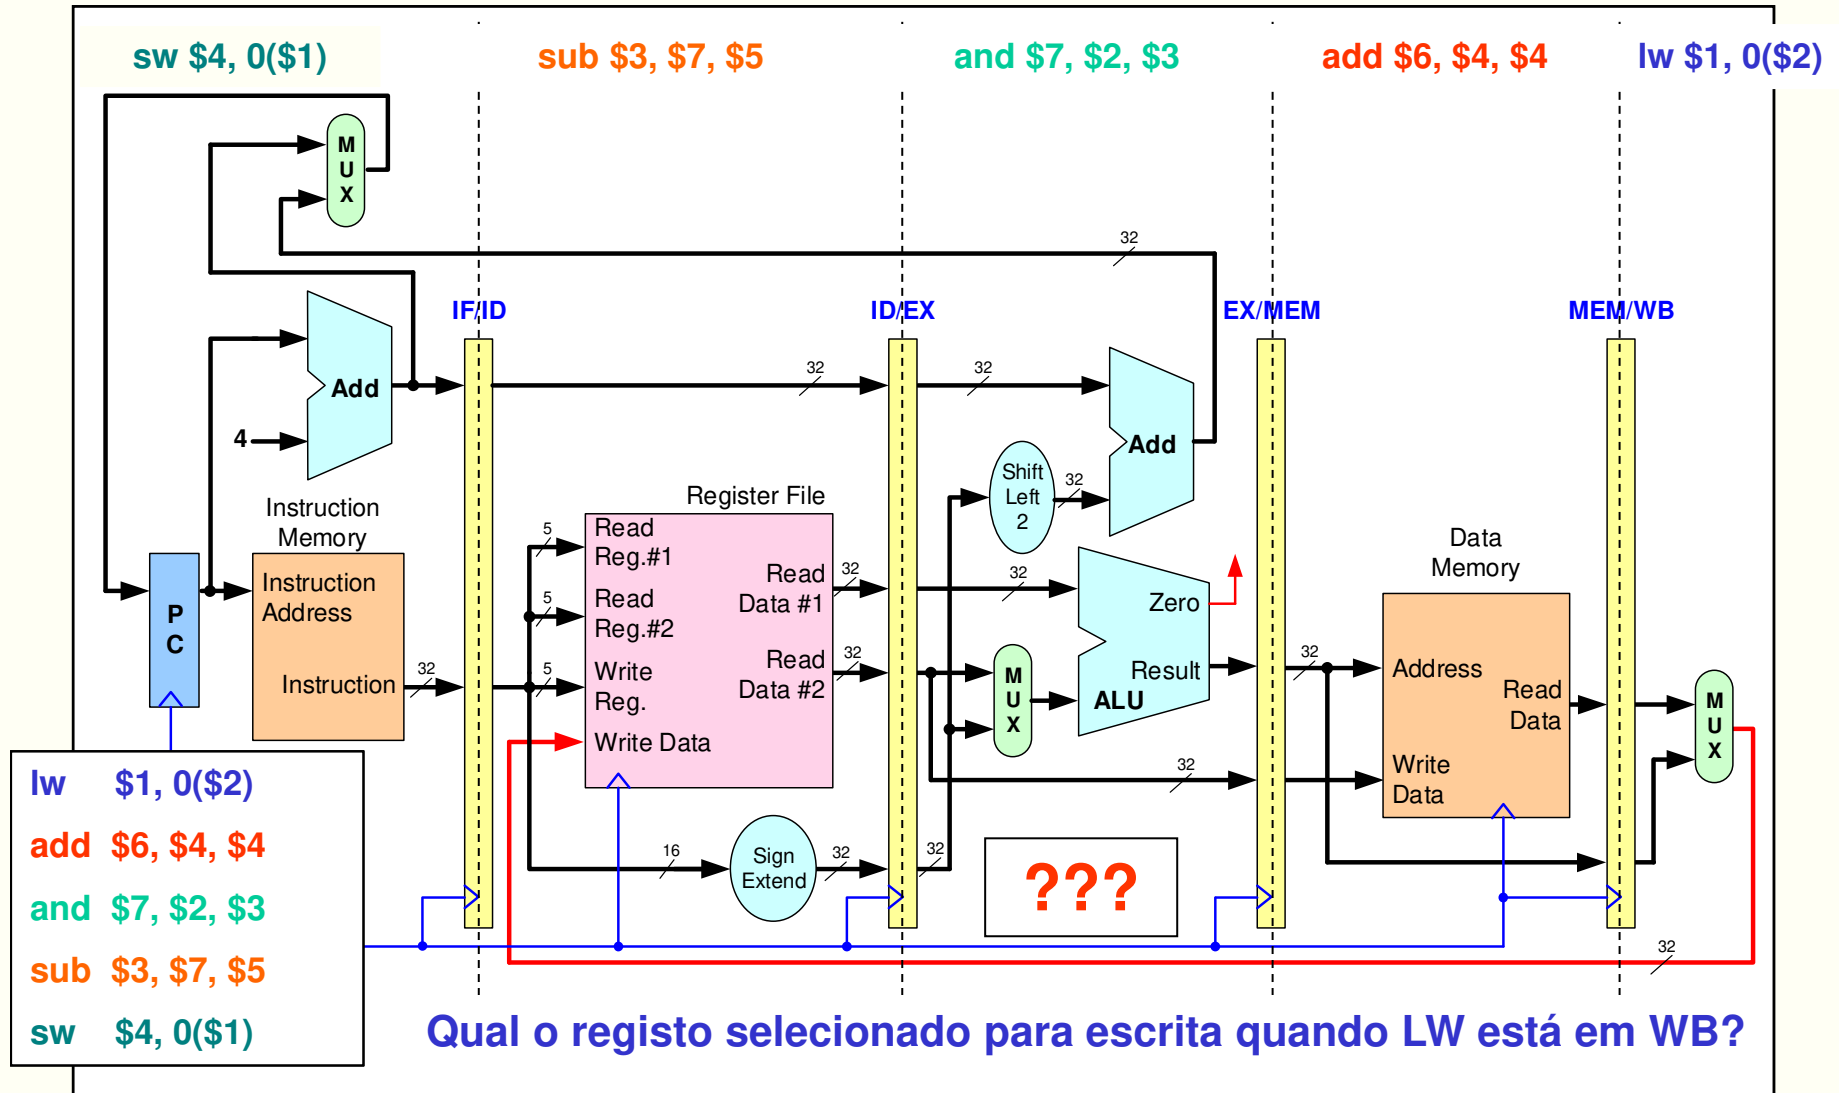 sw $4, 0($1)
sub $3, $7, $5
and $7, $2, $3
add $6, $4, $4
lw $1, 0($2)
M
U
X
32
IF/ID
ID/EX
EX/MEM
MEM/WB
Add
4
32
32
Add
Shift
Left
2
32
Instruction
Memory
Register File
Data
Memory
P
C
Instruction
Address
Instruction
32
5
5
5
Read
Reg.#1
Read
Reg.#2
Write
Reg.
Write Data
Read
Data #1
Read
Data #2
32
32
32
M
U
X
Zero
Result
ALU
32
32
Address
Read
Data
Write
Data
M
U
X
16
Sign
Extend
32
32
???
32
lw $1, 0($2)
add $6, $4, $4
and $7, $2, $3
sub $3, $7, $5
sw $4, 0($1)
Qual o registo selecionado para escrita quando LW está em WB?